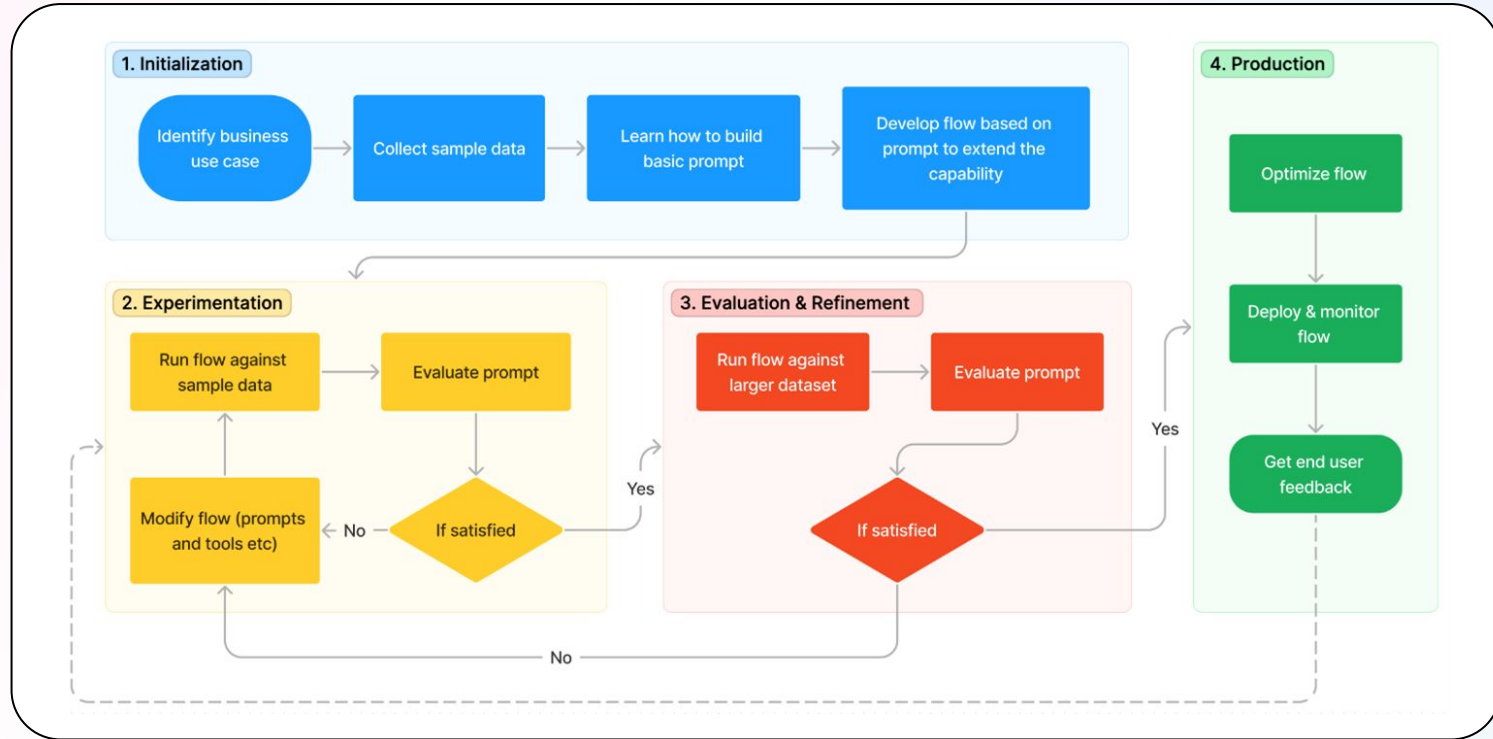 1. Initialization
Identify business
use case
Collect sample data
Learn how to build
basic prompt
Develop flow based on
prompt to extend the
capability
2. Experimentation
Run flow against
sample data
Evaluate prompt
Modify flow (prompts
and tools etc)
No
If satisfied
Yes
3. Evaluation & Refinement
Run flow against
larger dataset
Evaluate prompt
If satisfied
No
Yes
4. Production
Optimize flow
Deploy & monitor
flow
Get end user
feedback